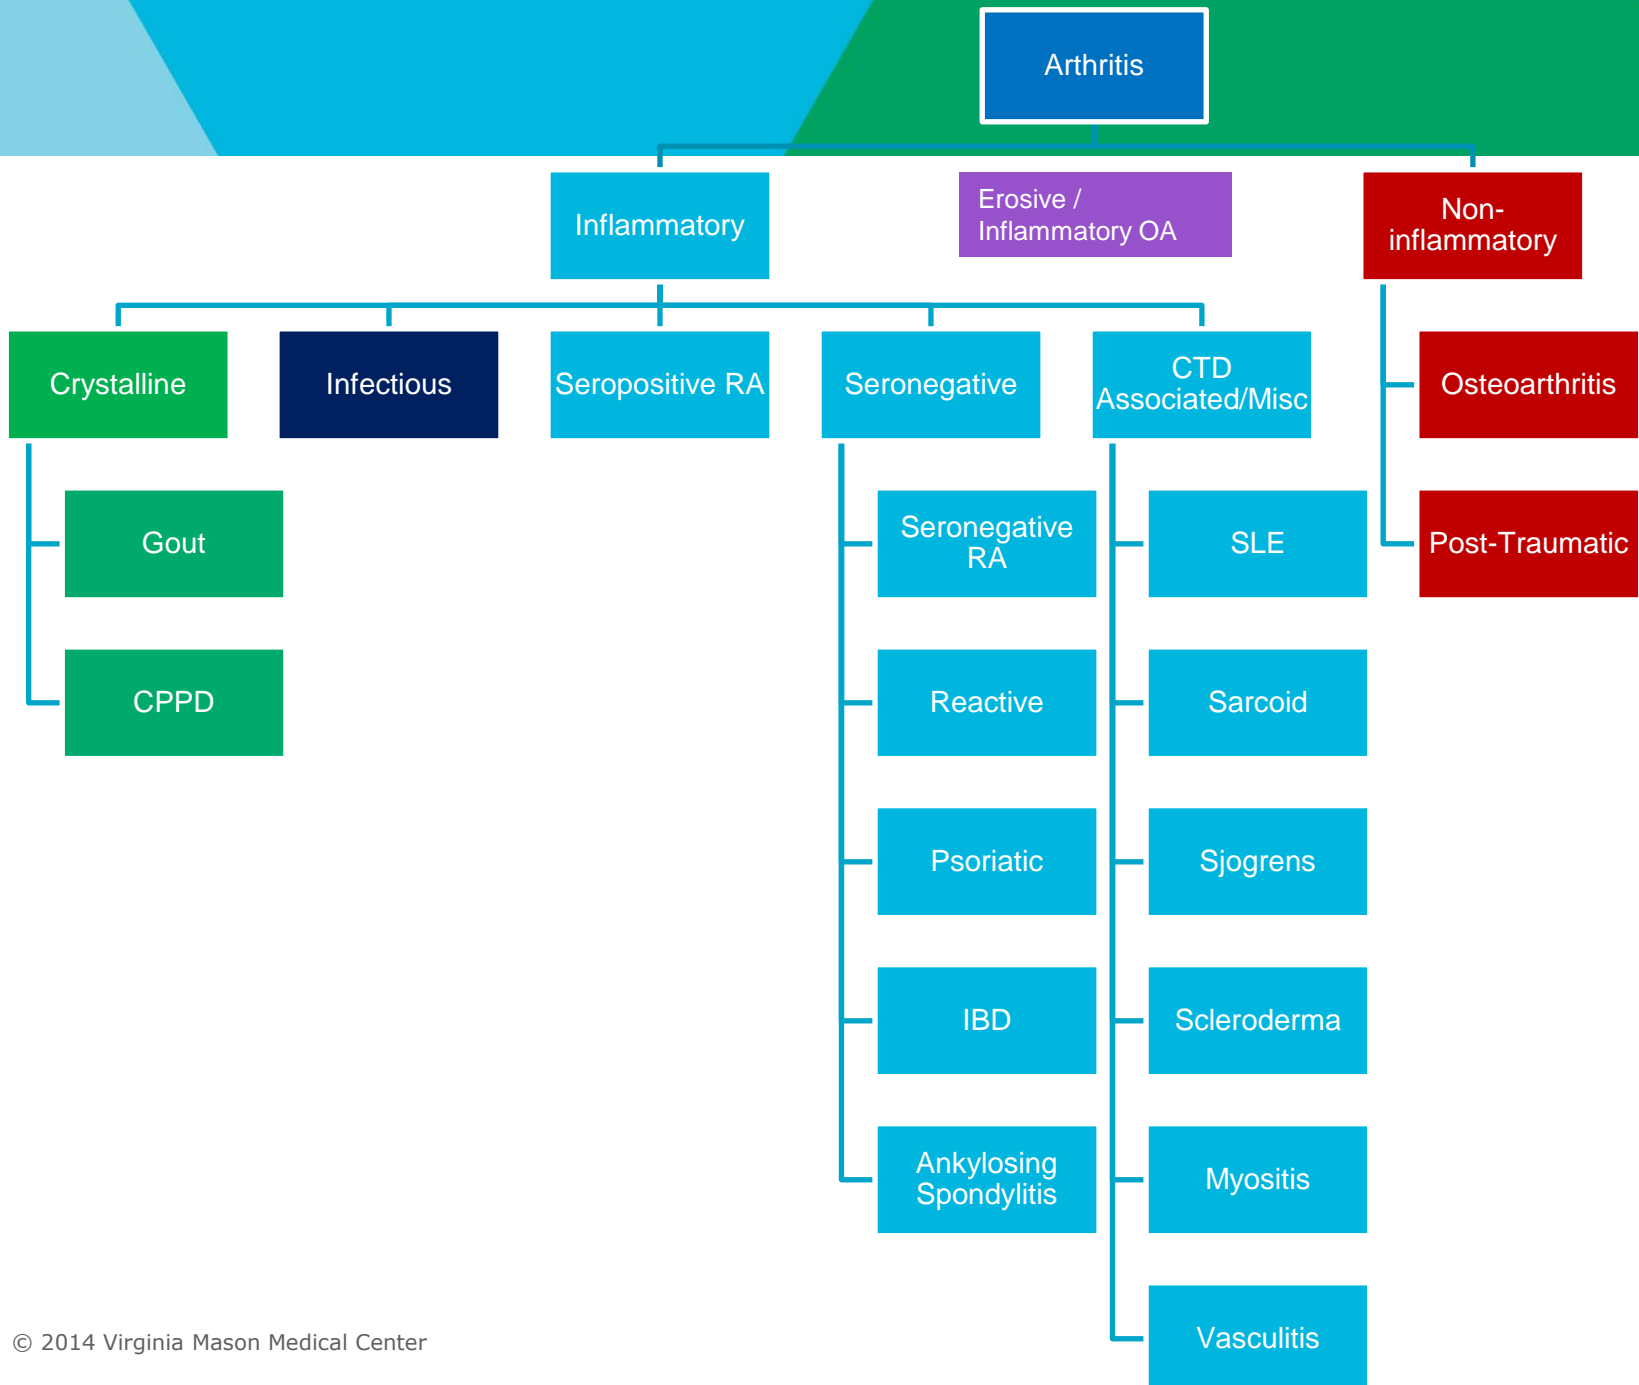 Arthritis
Inflammatory
Erosive /
Inflammatory OA
Non-
inflammatory
Crystalline
Infectious
Seropositive RA
Seronegative
CTD
Associated/Misc
Osteoarthritis
Gout
Seronegative
RA
SLE
Post-Traumatic
CPPD
Reactive
Sarcoid
Psoriatic
Sjogrens
IBD
Scleroderma
Ankylosing
Spondylitis
Myositis
Vasculitis
© 2014 Virginia Mason Medical Center